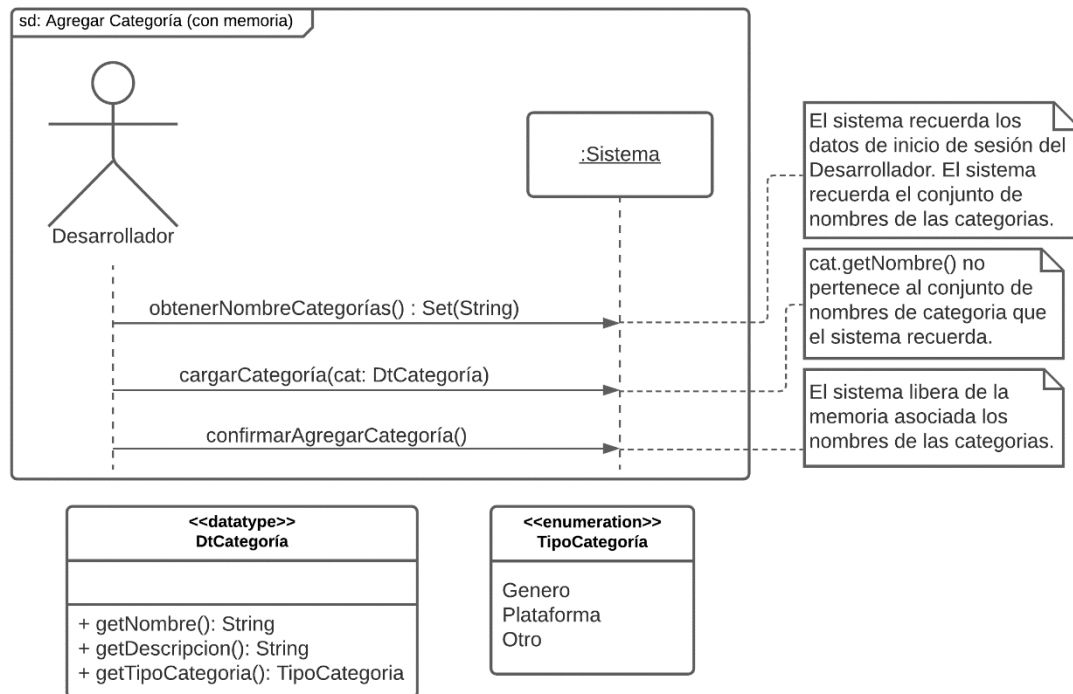 sd: Agregar Categoría (con memoria)
Desarrollador
:Sistema
obtenerNombreCategorías() : Set(String)
cargarCategoría(cat: DtCategoría)
confirmarAgregarCategoría()
El sistema recuerda los
datos de inicio de sesión del
Desarrollador. El sistema
recuerda el conjunto de
nombres de las categorias.
cat.getNombre() no
pertenece al conjunto de
nombres de categoria que
el sistema recuerda.
El sistema libera de la
memoria asociada los
nombres de las categorias.
<<datatype>>
DtCategoría
+ getNombre(): String
+ getDescripcion(): String
+ getTipoCategoria(): TipoCategoria
<<enumeration>>
TipoCategoría
Genero
Plataforma
Otro